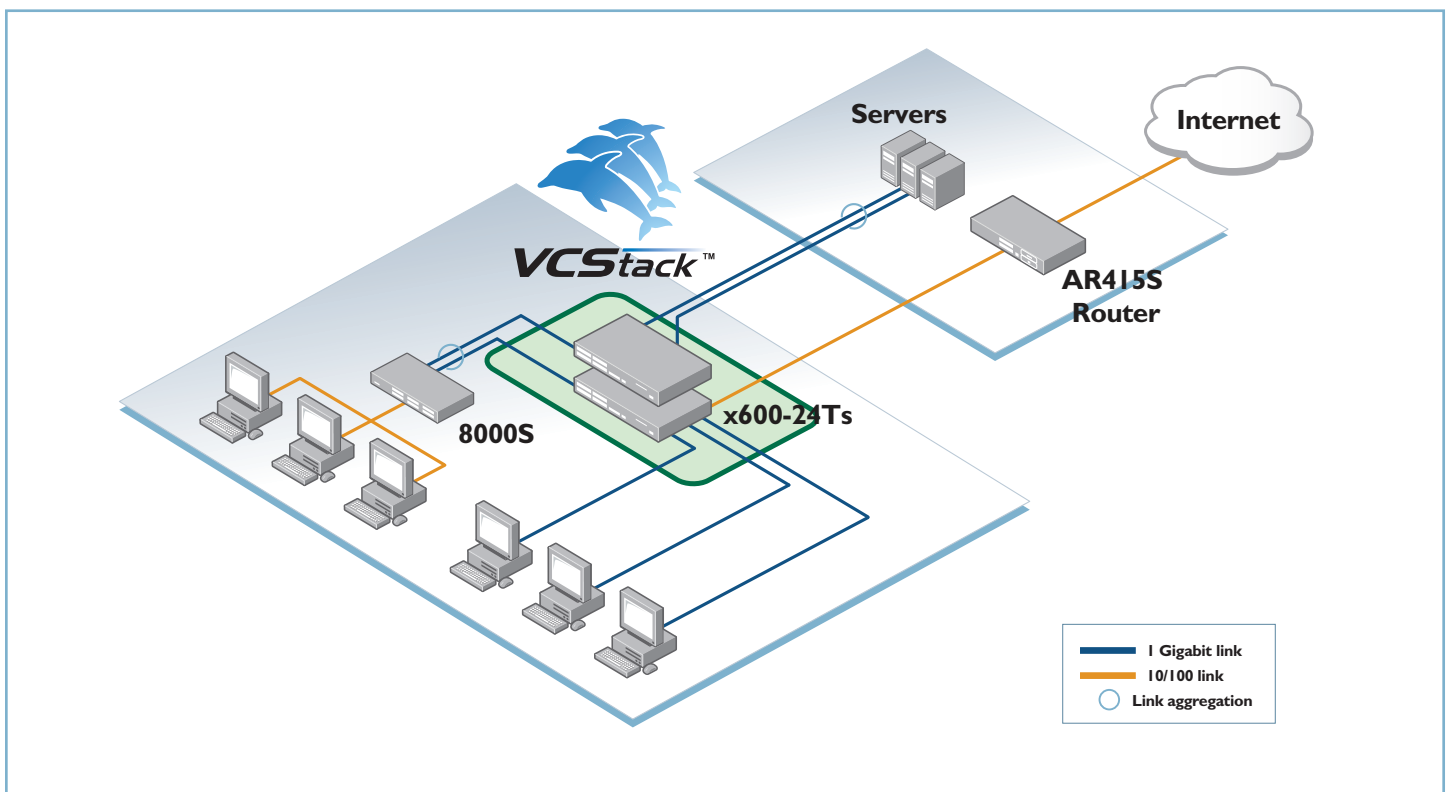 Servers
Internet
VCStack™
AR415S
Router
x600-24Ts
8000S
1 Gigabit link
10/100 link
Link aggregation